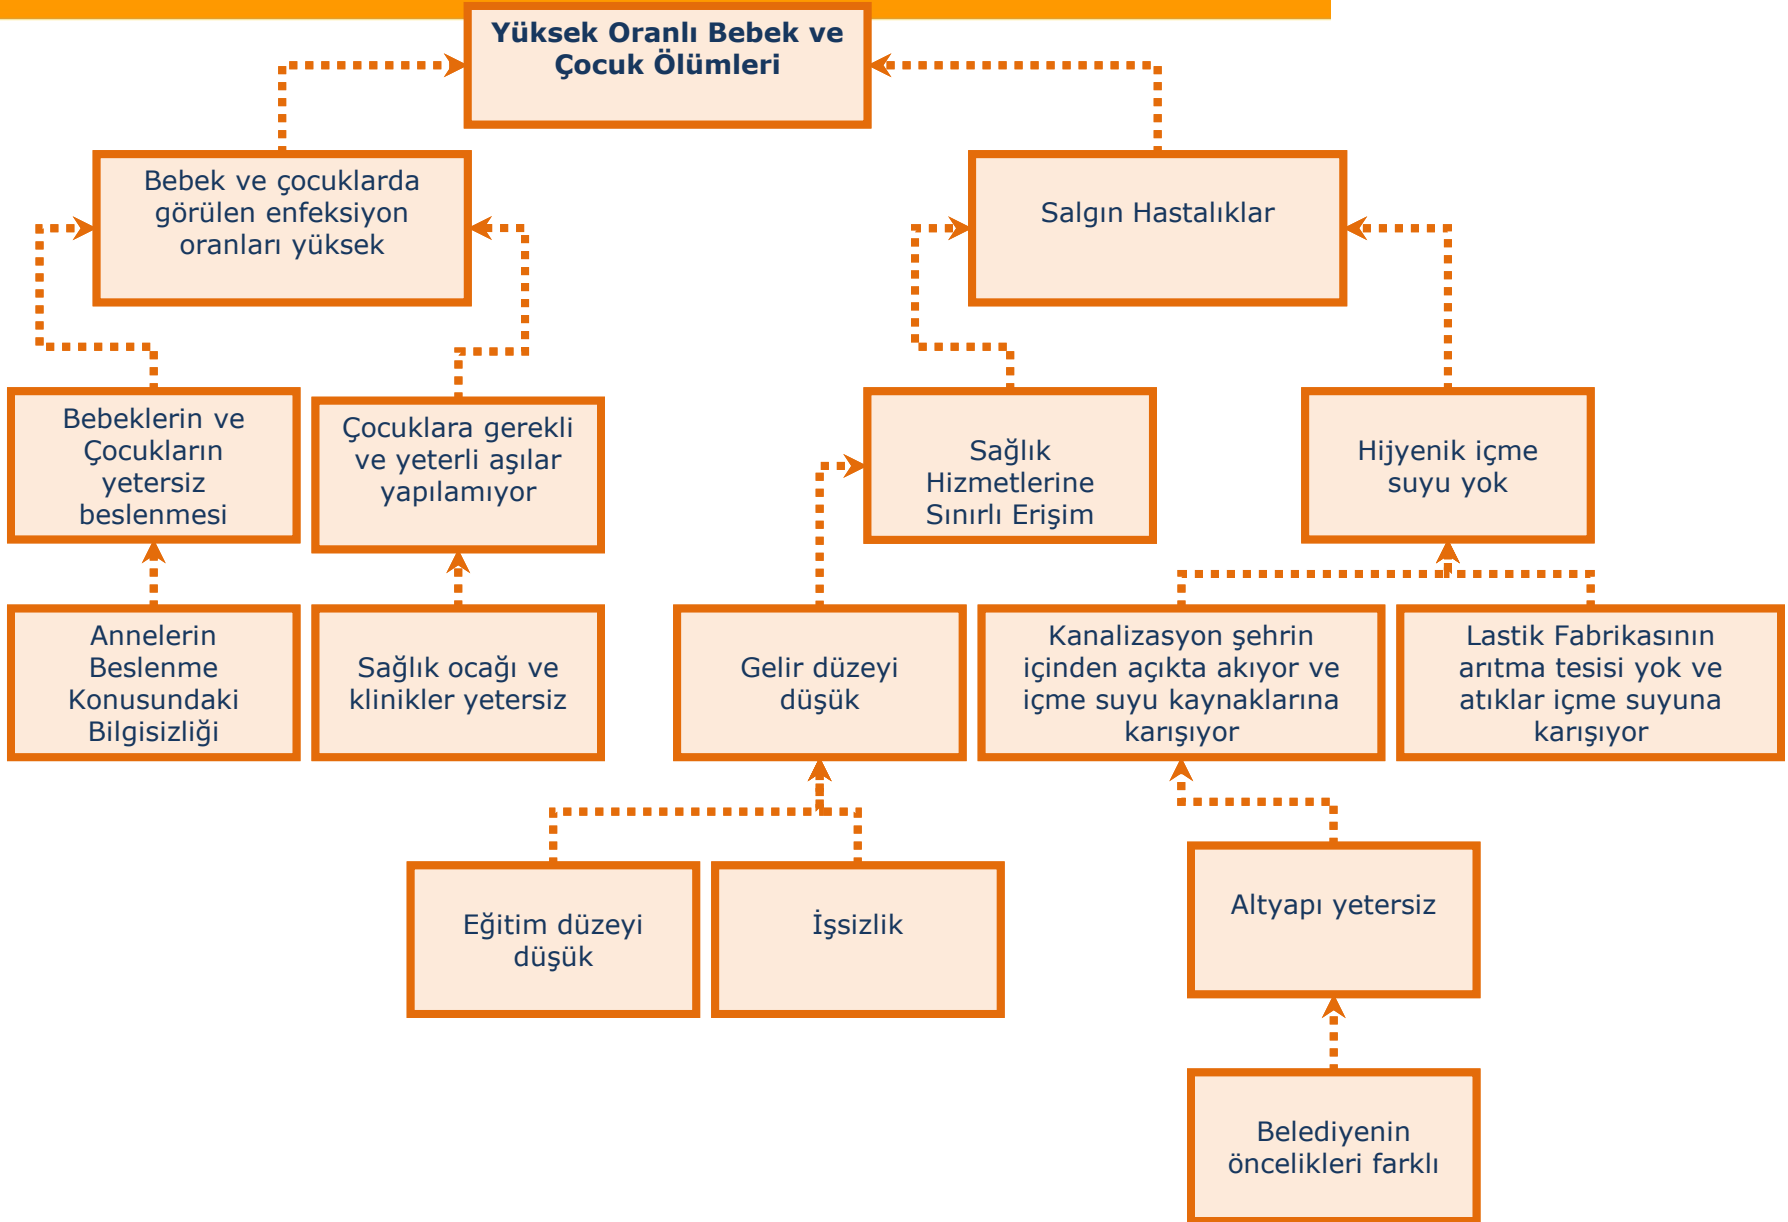 Yüksek Oranlı Bebek ve
Çocuk Ölümleri
Bebek ve çocuklarda
görülen enfeksiyon
oranları yüksek
Salgın Hastalıklar
Bebeklerin ve
Çocukların
yetersiz
beslenmesi
Çocuklara gerekli
ve yeterli aşılar
yapılamıyor
Sağlık
Hizmetlerine
Sınırlı Erişim
Hijyenik içme
suyu yok
Annelerin
Beslenme
Konusundaki
Bilgisizliği
Sağlık ocağı ve
klinikler yetersiz
Gelir düzeyi
düşük
Kanalizasyon şehrin
içinden açıkta akıyor ve
içme suyu kaynaklarına
karışıyor
Lastik Fabrikasının
arıtma tesisi yok ve
atıklar içme suyuna
karışıyor
Eğitim düzeyi
düşük
İşsizlik
Altyapı yetersiz
Belediyenin
öncelikleri farklı